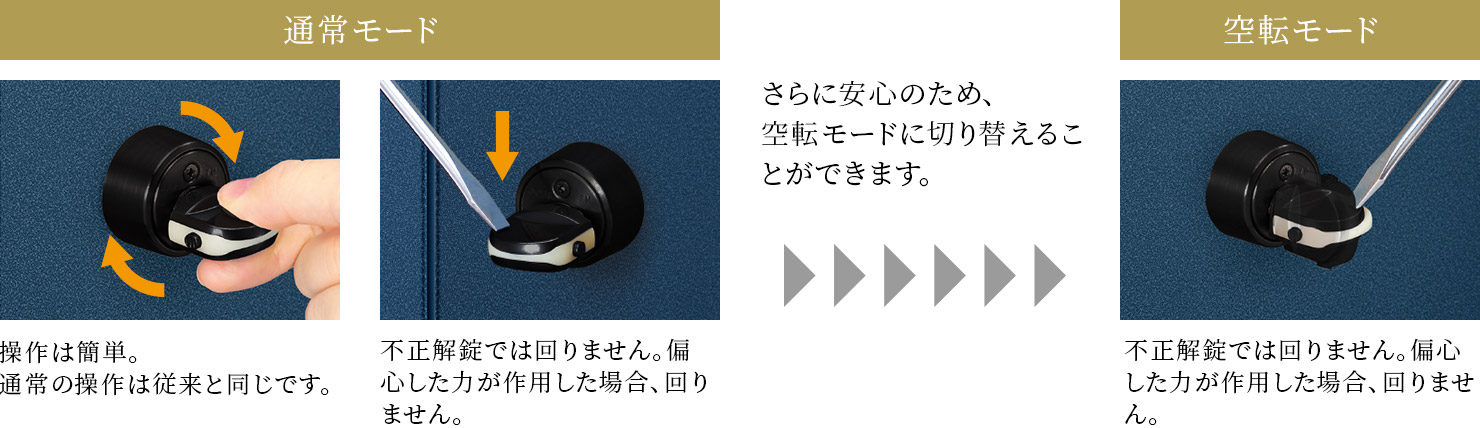 通常モード
操作は簡単。
通常の操作は従来と同じです。
不正解錠では回りません。偏
心した力が作用した場合、回り
ません。
さらに安心のため、
空転モードに切り替えるこ
とができます。
空転モード
不正解錠では回りません。偏心
した力が作用した場合、回りませ
ん。